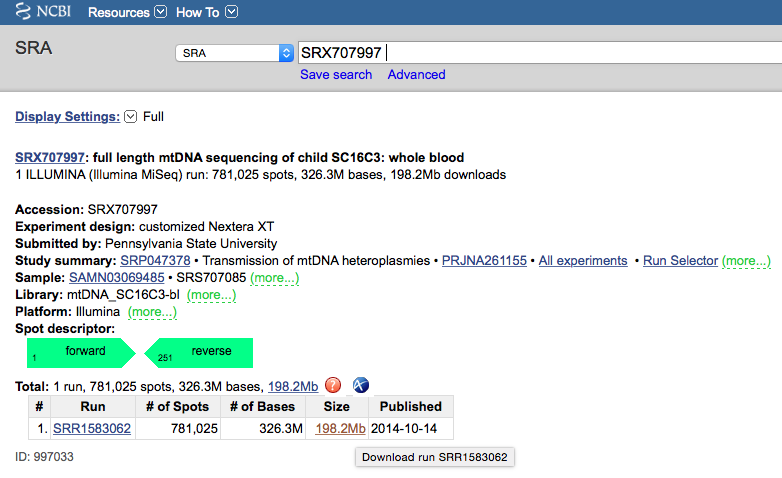 NCBI Resources How To
SRA SRA SRX707997
Save search Advanced
Display Settings: Full
SRX707997: full length mtDNA sequencing of child SC16C3: whole blood
1 ILLUMINA (Illumina MiSeq) run: 781,025 spots, 326.3M bases, 198.2Mb downloads
Accession: SRX707997
Experiment design: customized Nextera XT
Submitted by: Pennsylvania State University
Study summary: SRP047378 • Transmission of mtDNA heteroplasmies • PRJNA261155 • All experiments • Run Selector (more...)
Sample: SAMN03069485 • SRS707085 (more...)
Library: mtDNA_SC16C3-bl (more...)
Platform: Illumina (more...)
Spot descriptor:
1 forward 251 reverse
Total: 1 run, 781,025 spots, 326.3M bases, 198.2Mb ?
# Run # of Spots # of Bases Size Published
1. SRR1583062 781,025 326.3M 198.2Mb 2014-10-14
ID: 997033 Download run SRR1583062